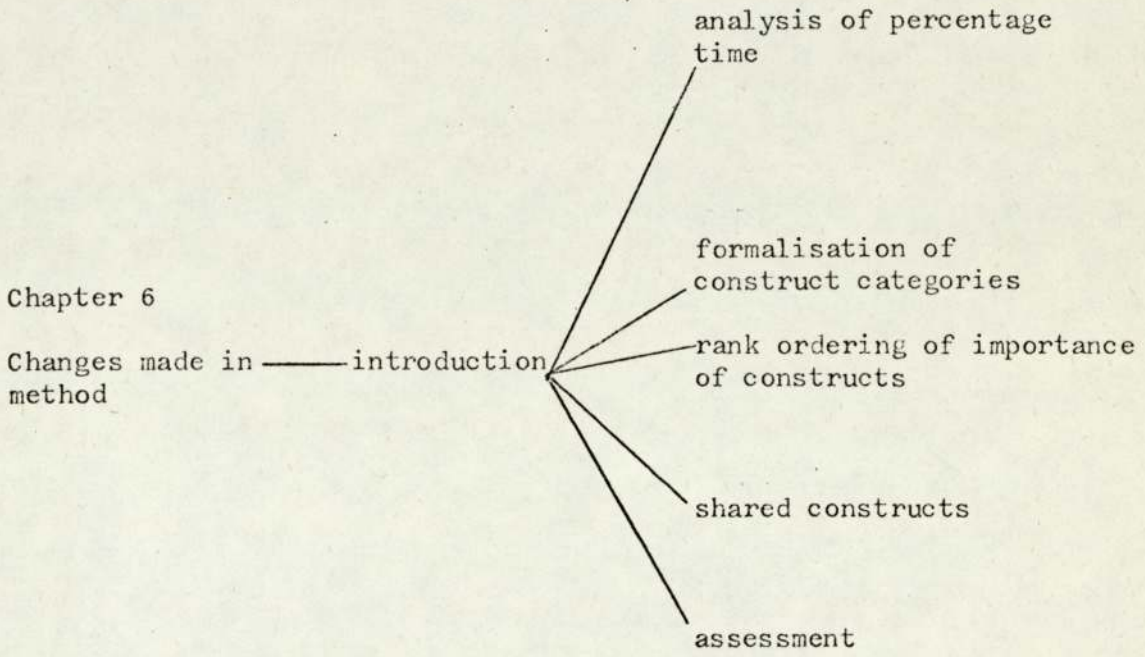 analysis of percentage
time
formalisation of
construct categories
Chapter 6
Changes made in
method
introduction
rank ordering of importance
of constructs
shared constructs
assessment